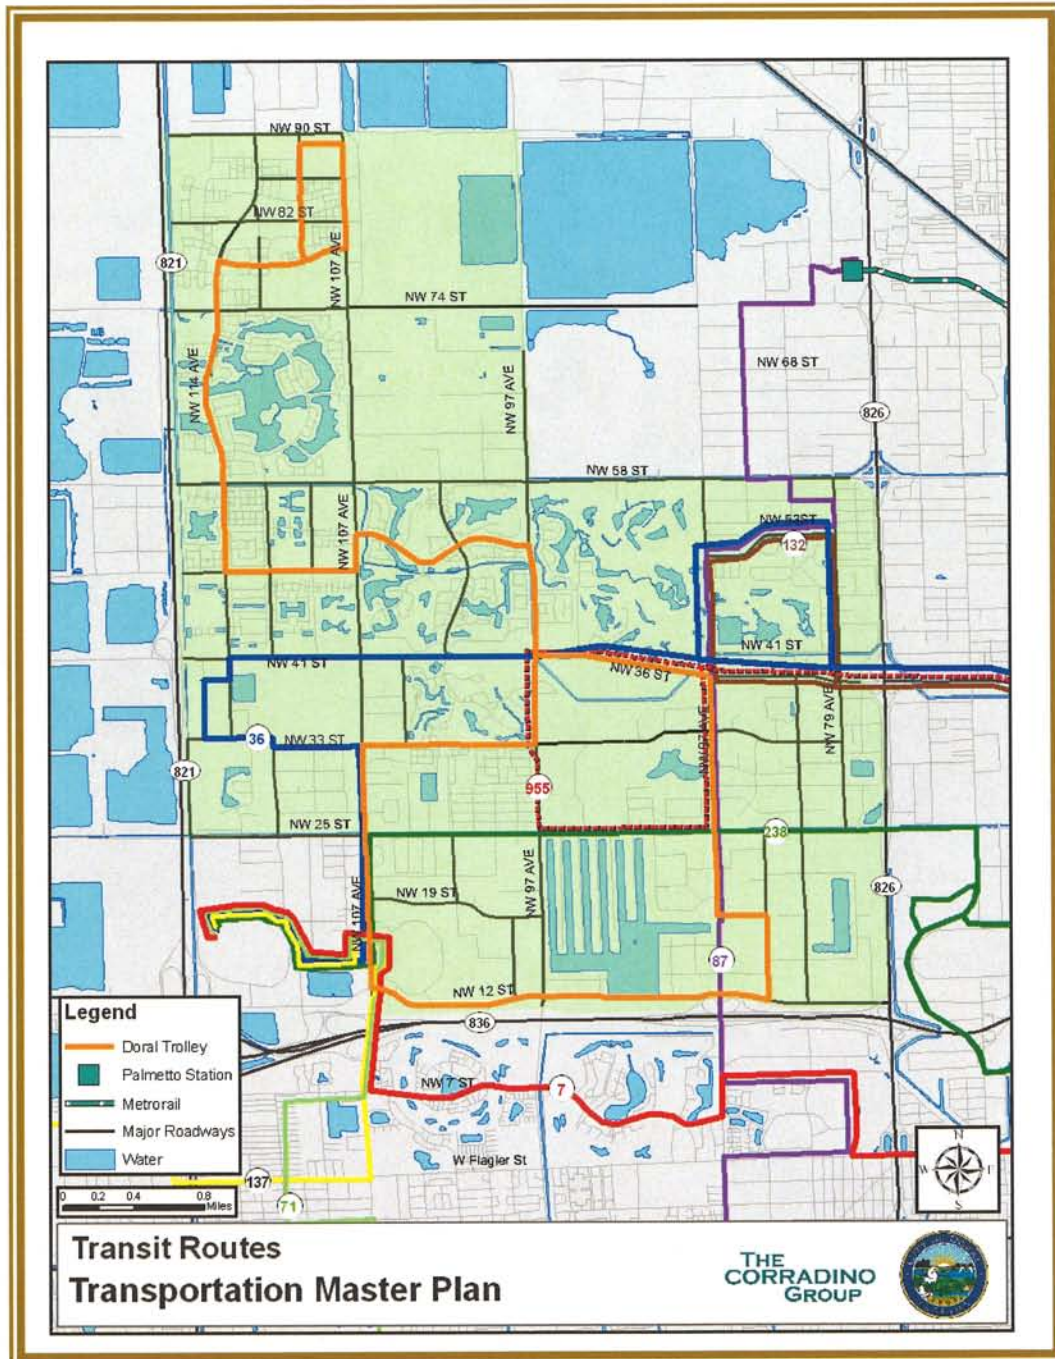 NW 90 ST
NW 82 ST
821
NW 107 AVE
NW 74 ST
NW 68 ST
NW 114 AVE
NW 97 AVE
826
NW 58 ST
NW 107 AVE
NW 53 ST
132
NW 41 ST
NW 41 ST
NW 36 ST
36
NW 33 ST
NW 79 AVE
821
955
NW 25 ST
238
NW 107 AVE
NW 19 ST
NW 97 AVE
826
87
NW 12 ST
836
NW 7 ST
7
W Flagler St
137
71
Legend
Doral Trolley
Palmetto Station
Metrorail
Major Roadways
Water
0 0.2 0.4 0.8
Miles
N
W E
S
Transit Routes
Transportation Master Plan
THE
CORRADINO
GROUP